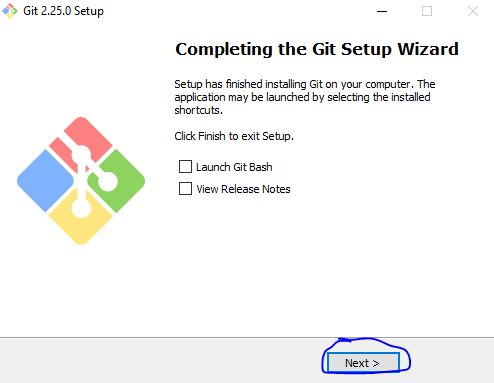 Git 2.25.0 Setup
Completing the Git Setup Wizard
Setup has finished installing Git on your computer. The
application may be launched by selecting the installed
shortcuts.
Click Finish to exit Setup.
Launch Git Bash
View Release Notes
Next >